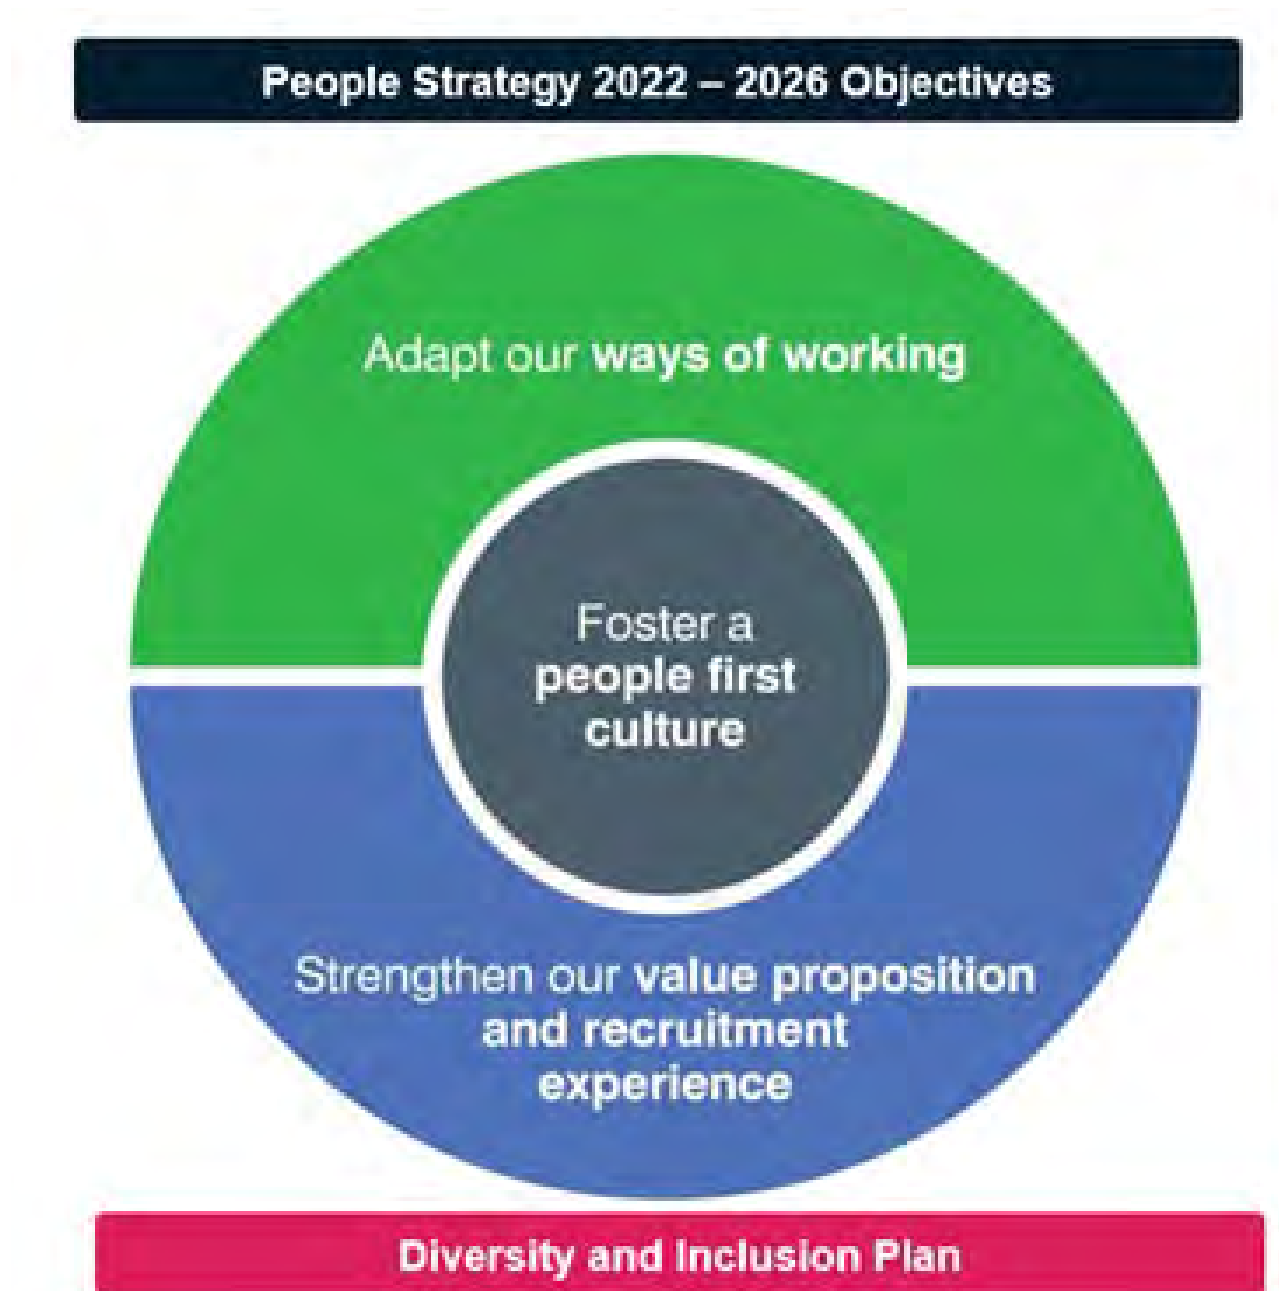 People Strategy 2022 – 2026 Objectives
Adapt our ways of working
Foster a
people first
culture
Strengthen our value proposition
and recruitment
experience
Diversity and Inclusion Plan